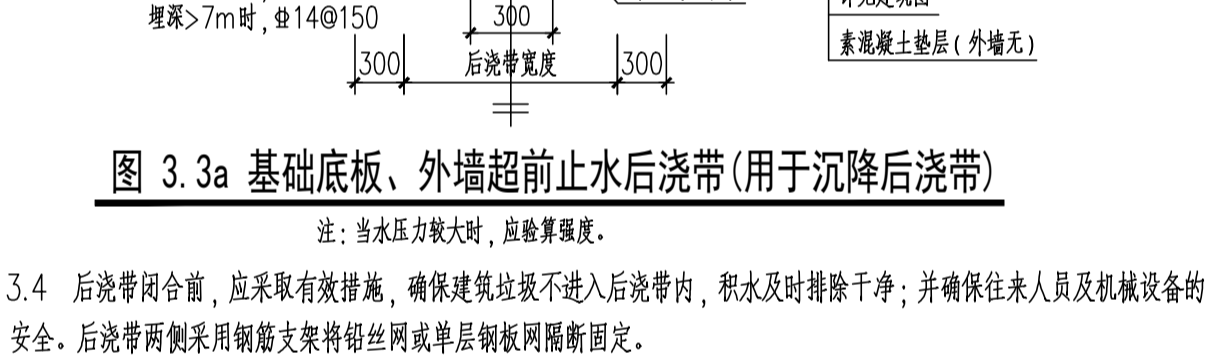 埋深>7m时,⌀14@150
300
素混凝土垫层(外墙无)
300
后浇带宽度
300
图 3.3a 基础底板、外墙超前止水后浇带(用于沉降后浇带)
注:当水压力较大时,应验算强度。
3.4 后浇带闭合前,应采取有效措施,确保建筑垃圾不进入后浇带内,积水及时排除干净;并确保往来人员及机械设备的
安全。后浇带两侧采用钢筋支架将铅丝网或单层钢板网隔断固定。